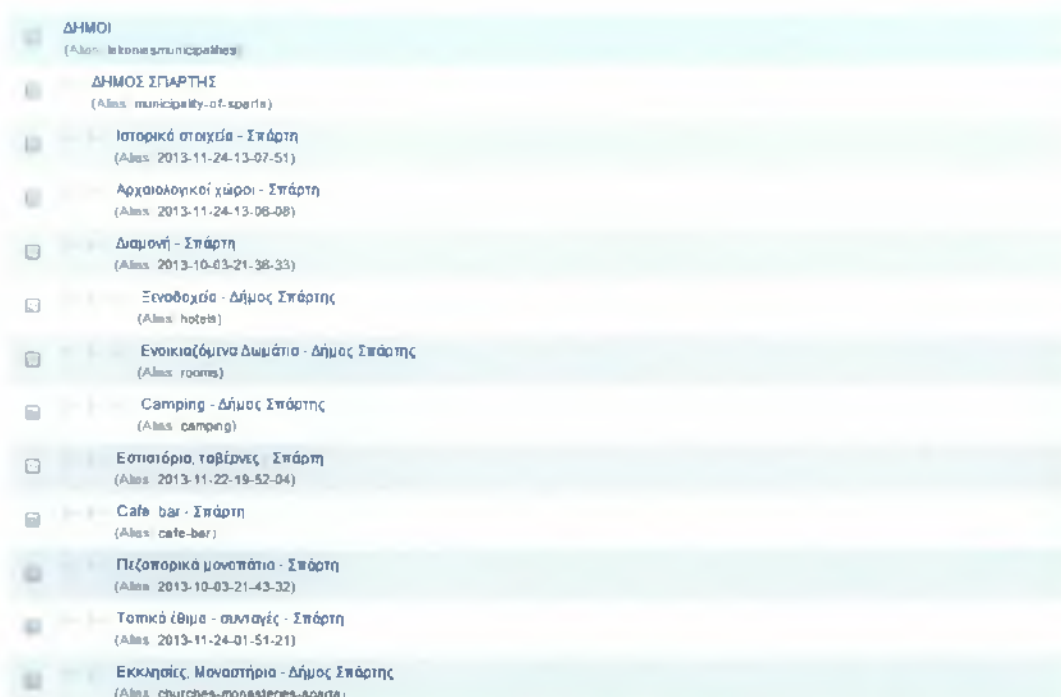 ΔΗΜΟΙ
(Alias: lakoniasmunicipalities)
ΔΗΜΟΣ ΣΠΑΡΤΗΣ
(Alias: municipality-of-sparta)
Ιστορικά στοιχεία - Σπάρτη
(Alias: 2013-11-24-13-07-51)
Αρχαιολογικοί χώροι - Σπάρτη
(Alias: 2013-11-24-13-06-08)
Διαμονή - Σπάρτη
(Alias: 2013-10-03-21-36-33)
Ξενοδοχεία - Δήμος Σπάρτης
(Alias: hotels)
Ενοικιαζόμενα Δωμάτια - Δήμος Σπάρτης
(Alias: rooms)
Camping - Δήμος Σπάρτης
(Alias: camping)
Εστιατόρια, ταβέρνες - Σπάρτη
(Alias: 2013-11-22-19-52-04)
Cafe bar - Σπάρτη
(Alias: cafe-bar)
Πεζοπορικά μονοπάτια - Σπάρτη
(Alias: 2013-10-03-21-43-32)
Τοπικά έθιμα - συνταγές - Σπάρτη
(Alias: 2013-11-24-01-51-21)
Εκκλησίες, Μοναστήρια - Δήμος Σπάρτης
(Alias: churches-monasteries-sparta)